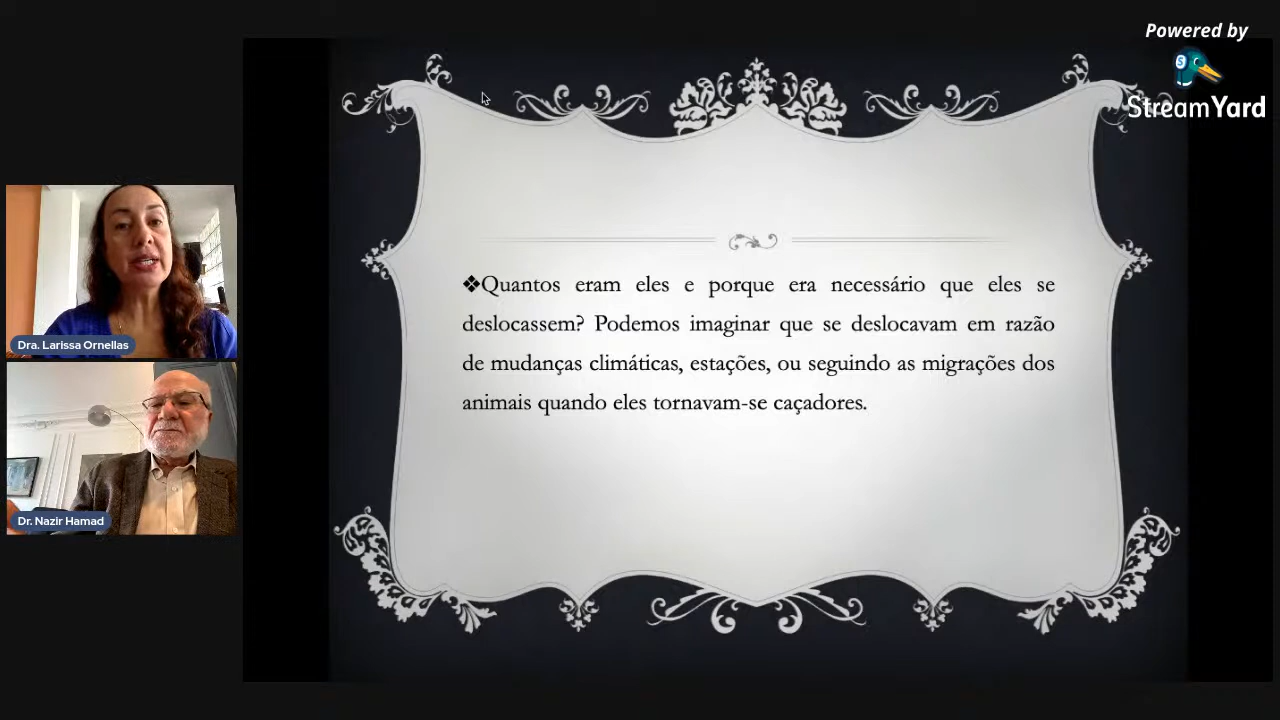 Powered by
StreamYard
Dra. Larissa Ornellas
Dr. Nazir Hamad
❖Quantos eram eles e porque era necessário que eles se
deslocassem? Podemos imaginar que se deslocavam em razão
de mudanças climáticas, estações, ou seguindo as migrações dos
animais quando eles tornavam-se caçadores.